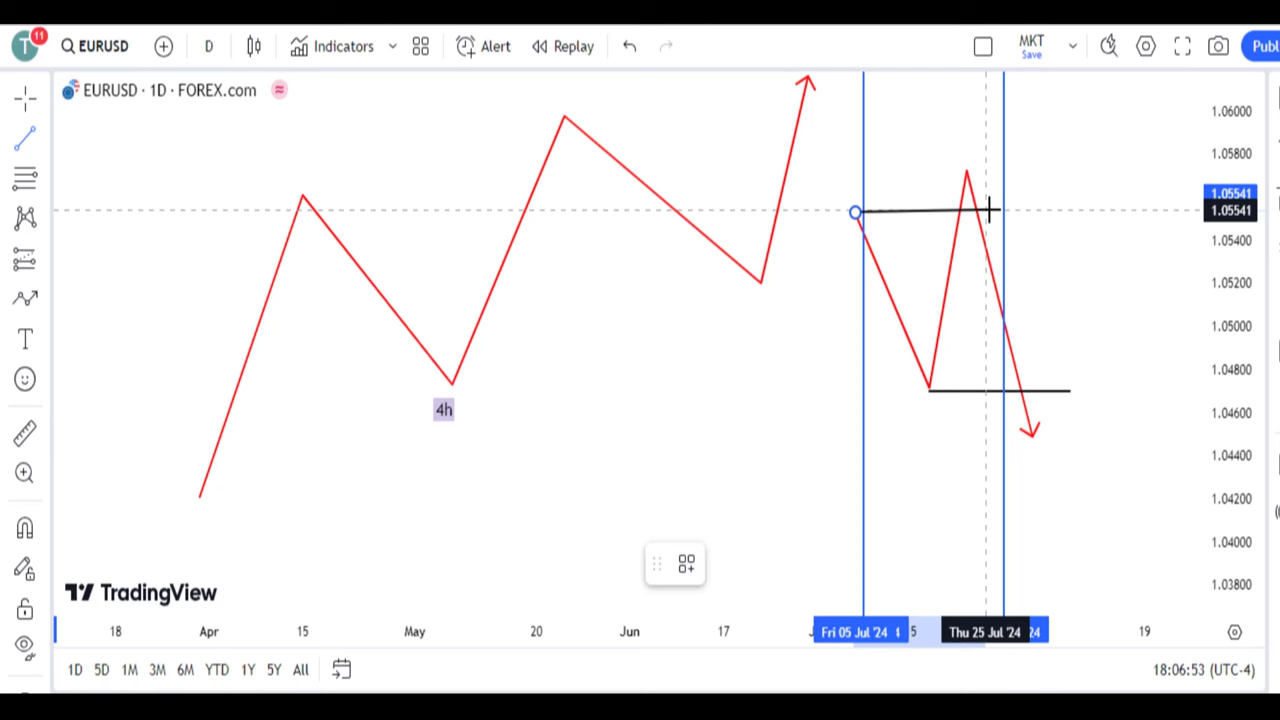 T 11 EURUSD D Indicators Alert Replay MKT Save Publ
EURUSD · 1D · FOREX.com
1.06000
1.05800
1.05541
1.05541
1.05400
1.05200
1.05000
1.04800
4h
1.04600
1.04400
1.04200
1.04000
1.03800
TradingView
18 Apr 15 May 20 Jun 17 Fri 05 Jul '24 5 Thu 25 Jul '24 24 19
1D 5D 1M 3M 6M YTD 1Y 5Y All 18:06:53 (UTC-4)